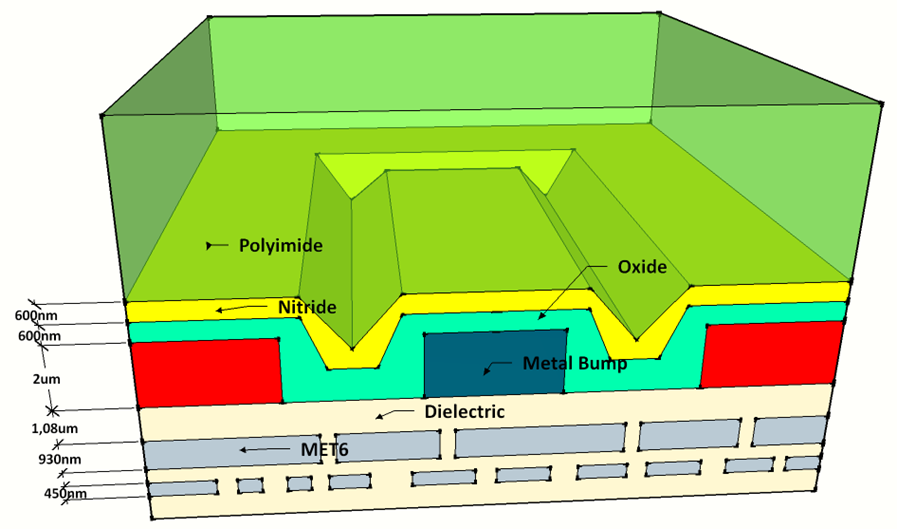 Polyimide
Oxide
Nitride
600nm
600nm
Metal Bump
2um
Dielectric
1,08um
MET6
930nm
450nm